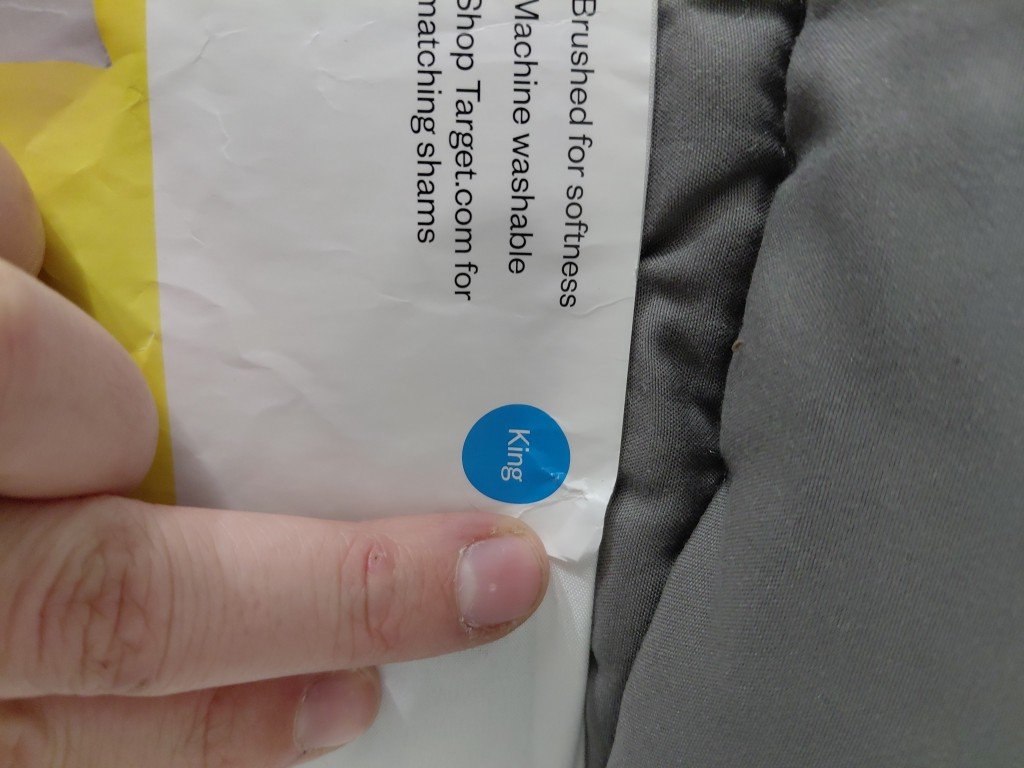 Brushed for softness
Machine washable
Shop Target.com for
matching shams
King